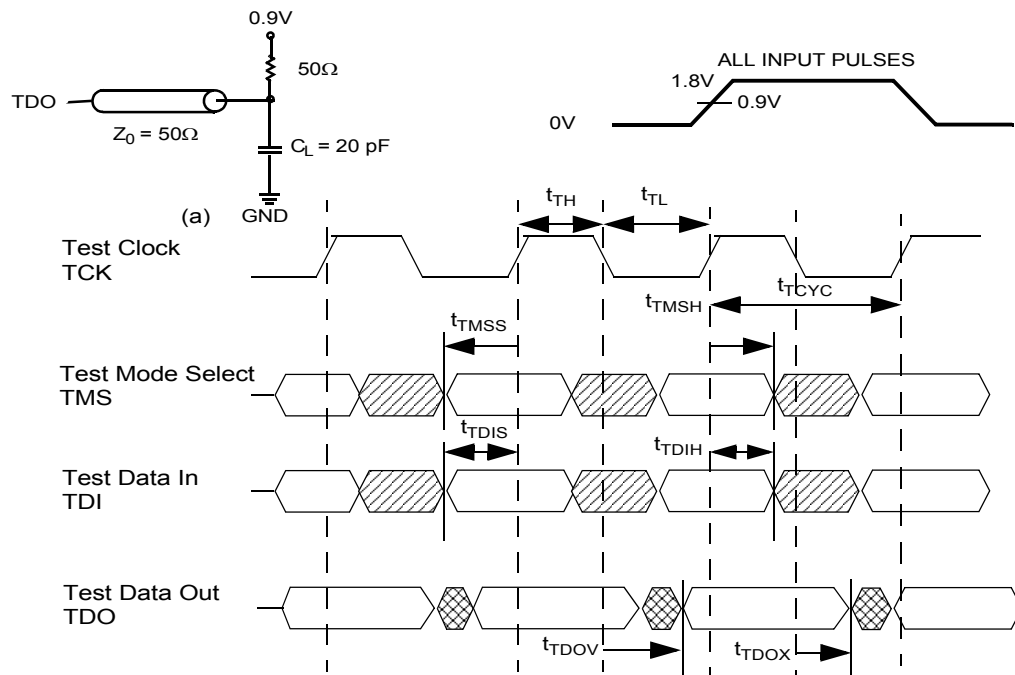 0.9V
50Ω
TDO
Z0 = 50Ω
CL = 20 pF
(a)
GND
ALL INPUT PULSES
1.8V
0.9V
0V
tTH
tTL
Test Clock
TCK
tTMSH
tTCYC
tTMSS
Test Mode Select
TMS
tTDIS
tTDIH
Test Data In
TDI
Test Data Out
TDO
tTDOV
tTDOX